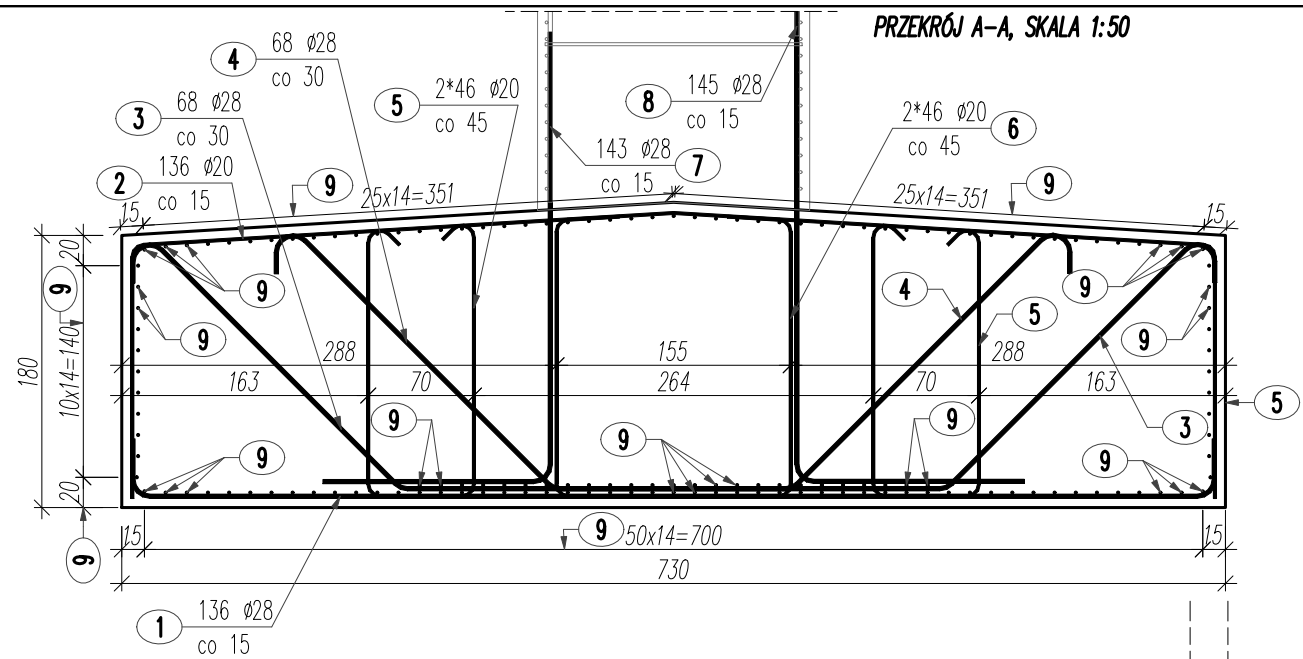 PRZEKRÓJ A-A, SKALA 1:50
4
68 ø28
co 30
3
68 ø28
co 30
5
2*46 ø20
co 45
8
145 ø28
co 15
2*46 ø20
co 45
6
2
136 ø20
co 15
143 ø28
co 15
7
9
25x14=351
25x14=351
9
15
15
20
9
9
9
4
5
9
9
9
180
10x14=140
288
155
288
163
70
264
70
163
5
3
9
9
9
9
9
20
9
15
9
50x14=700
15
730
1
136 ø28
co 15